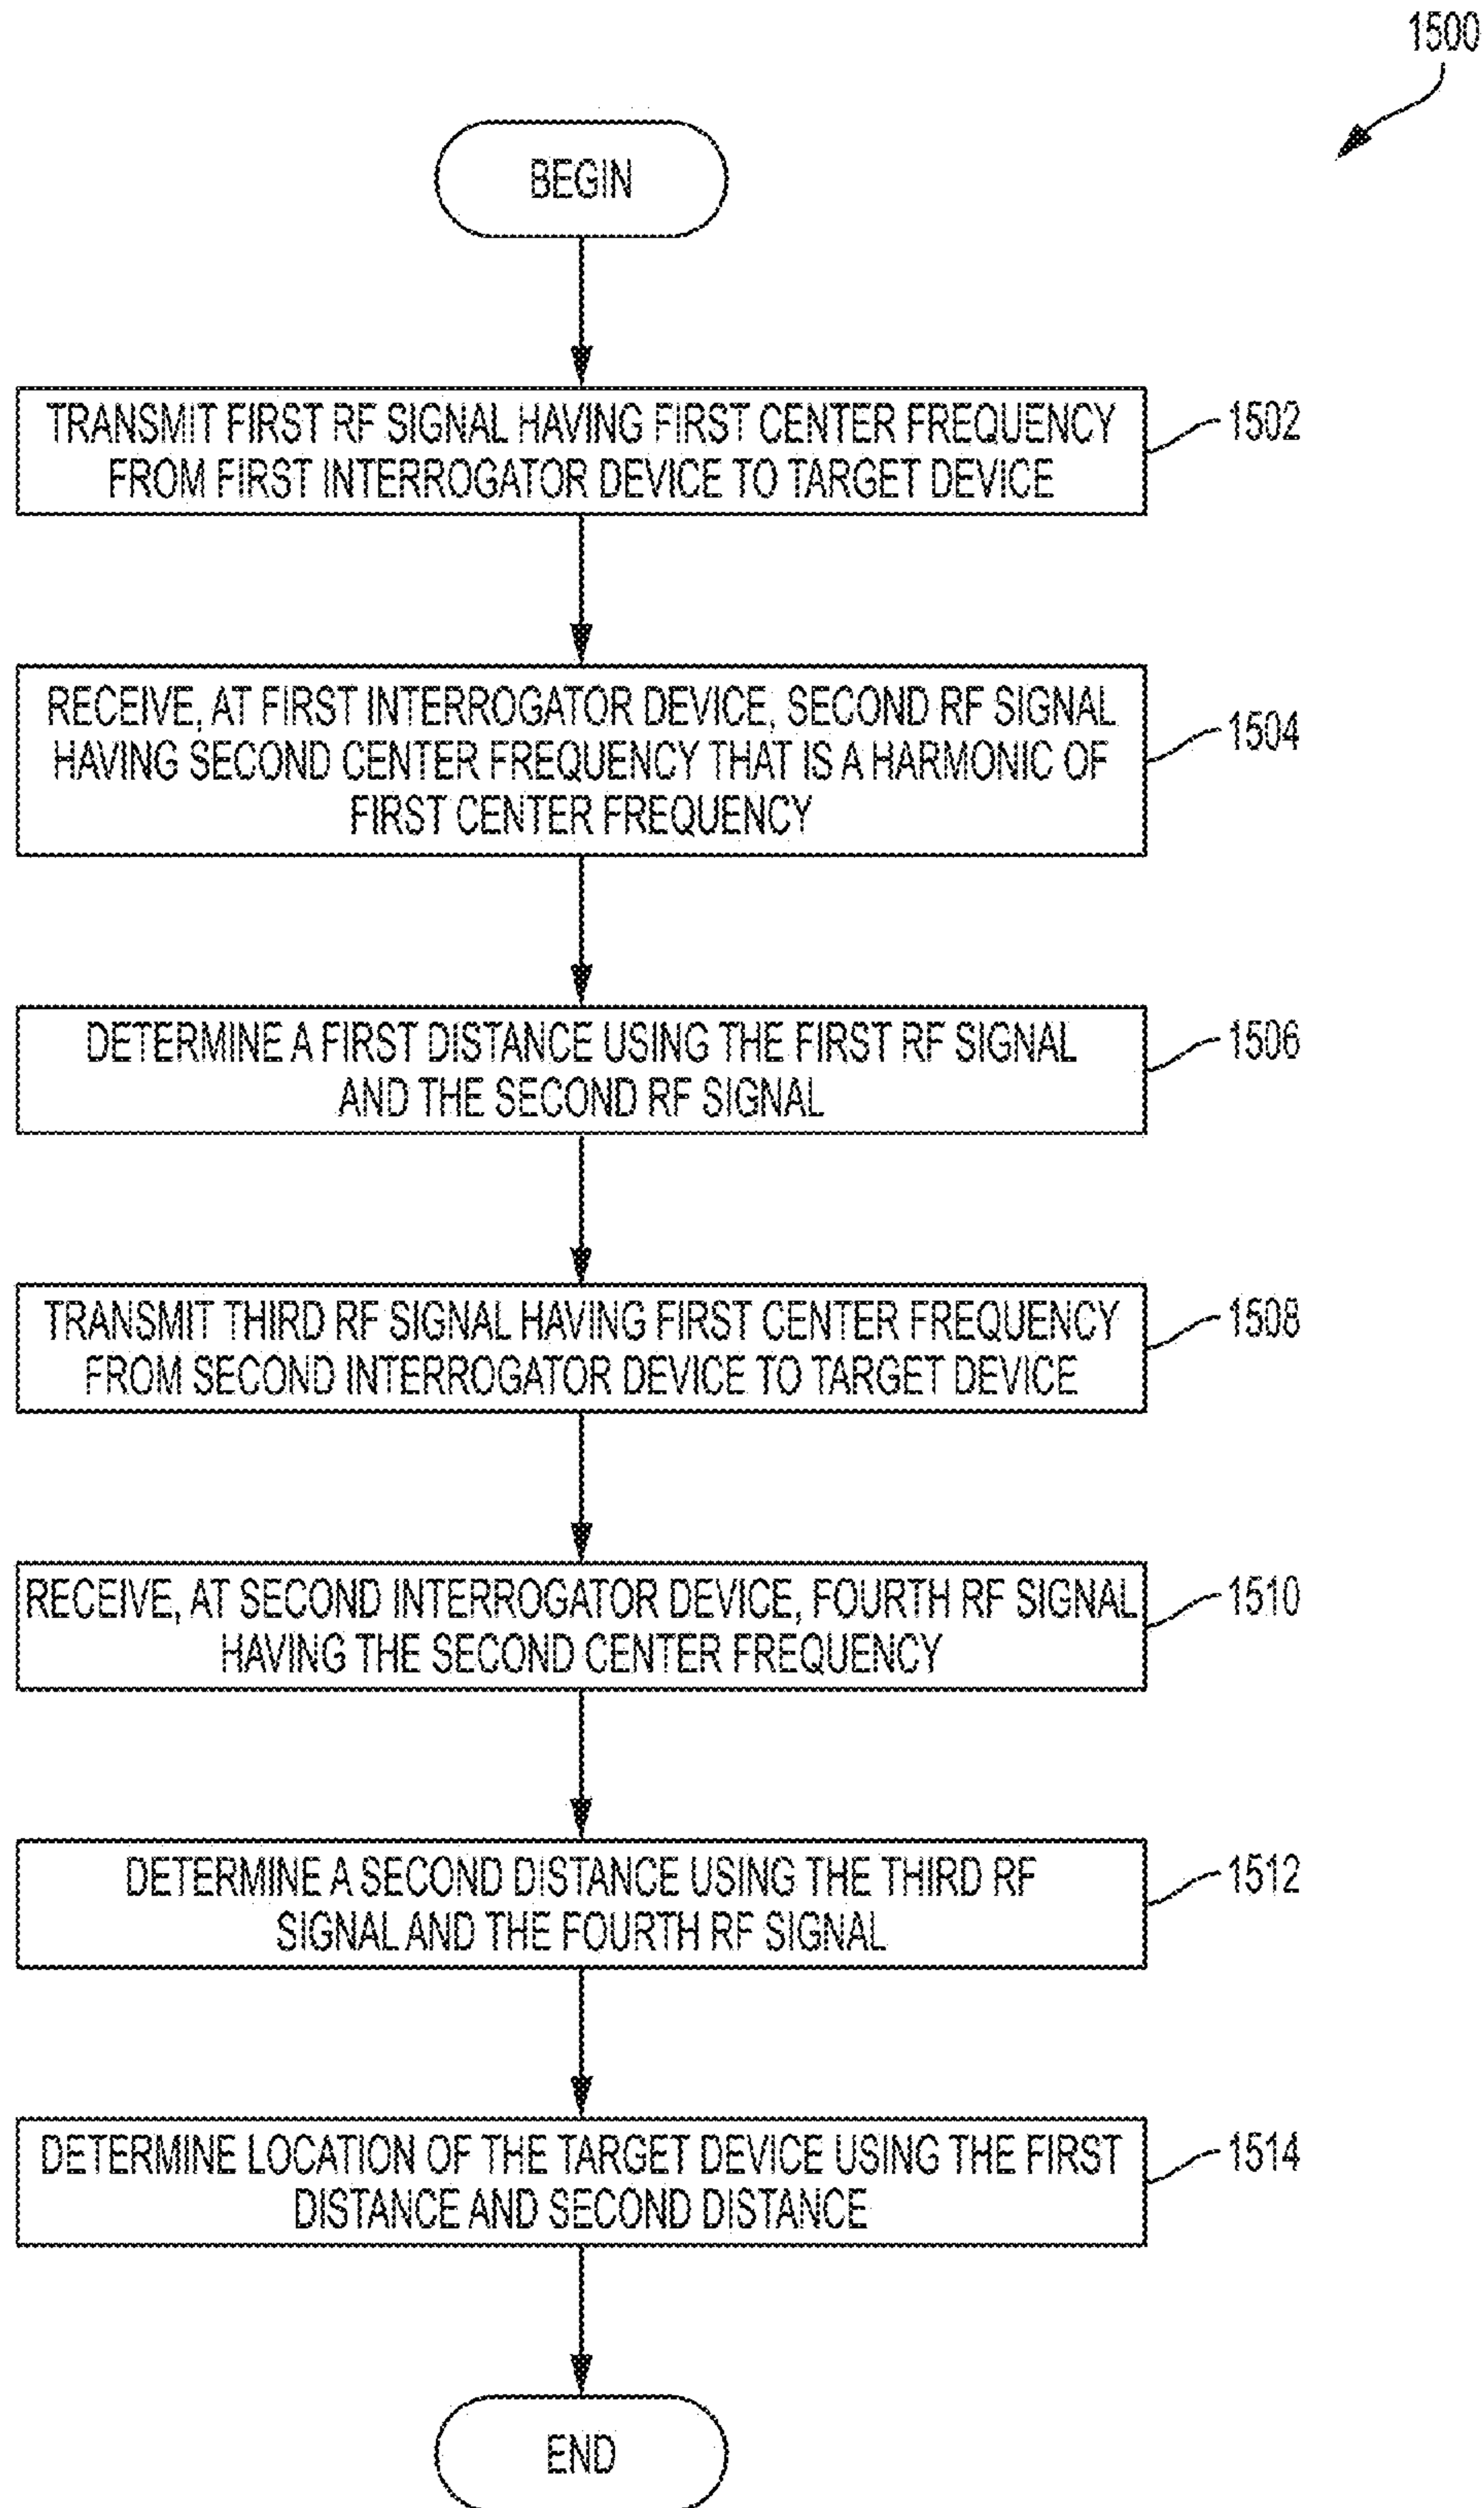 1500
BEGIN
TRANSMIT FIRST RF SIGNAL HAVING FIRST CENTER FREQUENCY
FROM FIRST INTERROGATOR DEVICE TO TARGET DEVICE
1502
RECEIVE, AT FIRST INTERROGATOR DEVICE, SECOND RF SIGNAL
HAVING SECOND CENTER FREQUENCY THAT IS A HARMONIC OF
FIRST CENTER FREQUENCY
1504
DETERMINE A FIRST DISTANCE USING THE FIRST RF SIGNAL
AND THE SECOND RF SIGNAL
1506
TRANSMIT THIRD RF SIGNAL HAVING FIRST CENTER FREQUENCY
FROM SECOND INTERROGATOR DEVICE TO TARGET DEVICE
1508
RECEIVE, AT SECOND INTERROGATOR DEVICE, FOURTH RF SIGNAL
HAVING THE SECOND CENTER FREQUENCY
1510
DETERMINE A SECOND DISTANCE USING THE THIRD RF
SIGNAL AND THE FOURTH RF SIGNAL
1512
DETERMINE LOCATION OF THE TARGET DEVICE USING THE FIRST
DISTANCE AND SECOND DISTANCE
1514
END